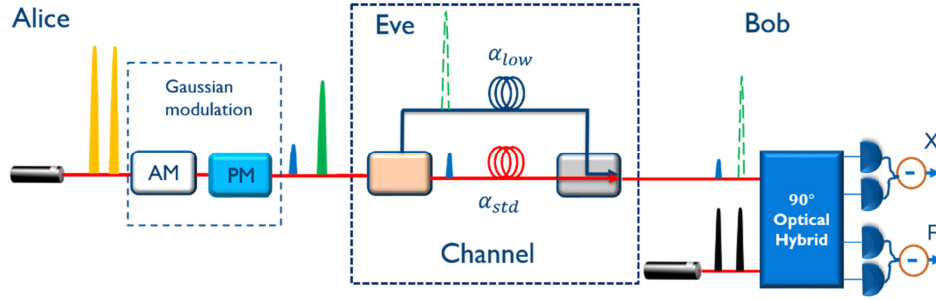 Alice
Eve
Bob
Gaussian
modulation
AM
PM
α_low
α_std
Channel
90°
Optical
Hybrid
X
P
-
-